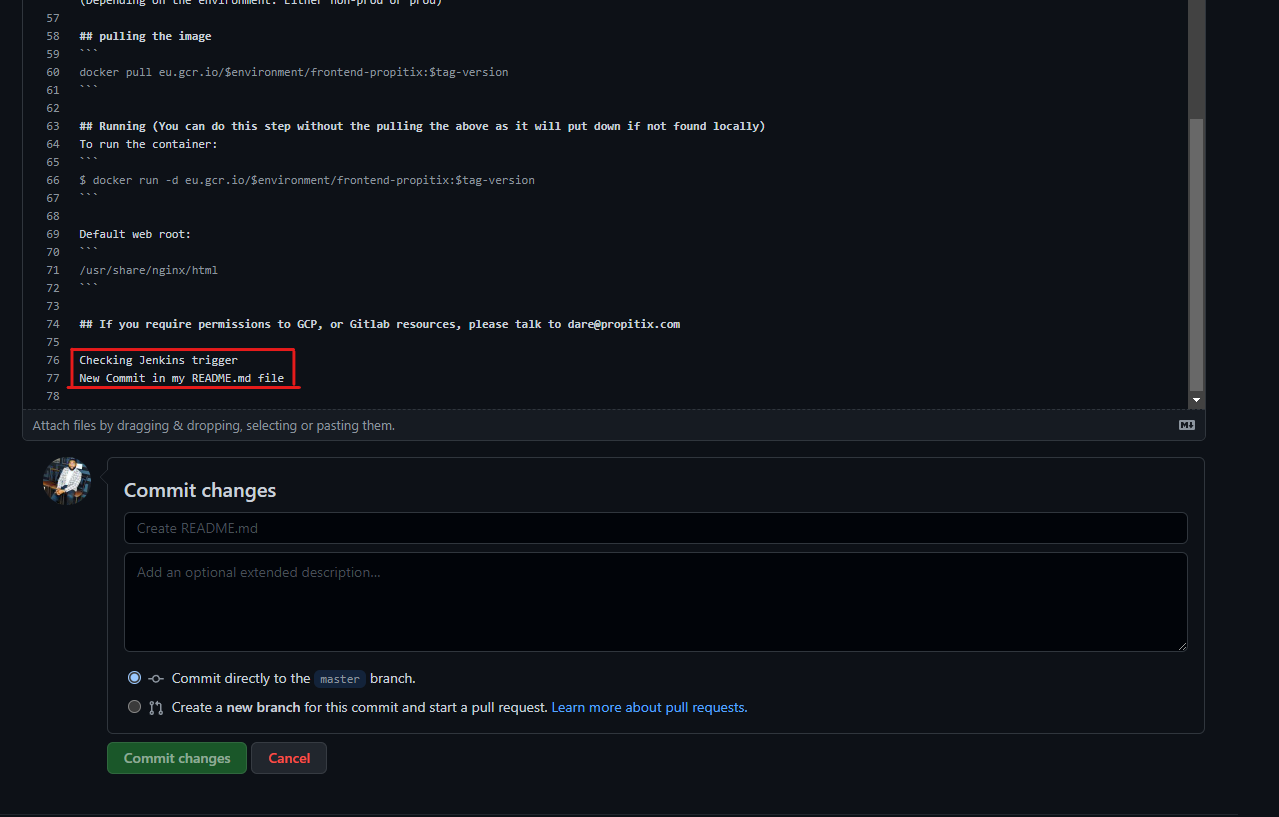 (Depending on the environment. Either non-prod or prod)
57
58 ## pulling the image
59 ```
60 docker pull eu.gcr.io/$environment/frontend-propitix:$tag-version
61 ```
62
63 ## Running (You can do this step without the pulling the above as it will put down if not found locally)
64 To run the container:
65 ```
66 $ docker run -d eu.gcr.io/$environment/frontend-propitix:$tag-version
67 ```
68
69 Default web root:
70 ```
71 /usr/share/nginx/html
72 ```
73
74 ## If you require permissions to GCP, or Gitlab resources, please talk to dare@propitix.com
75
76 Checking Jenkins trigger
77 New Commit in my README.md file
78
Attach files by dragging & dropping, selecting or pasting them.
Commit changes
Create README.md
Add an optional extended description...
Commit directly to the master branch.
Create a new branch for this commit and start a pull request. Learn more about pull requests.
Commit changes Cancel